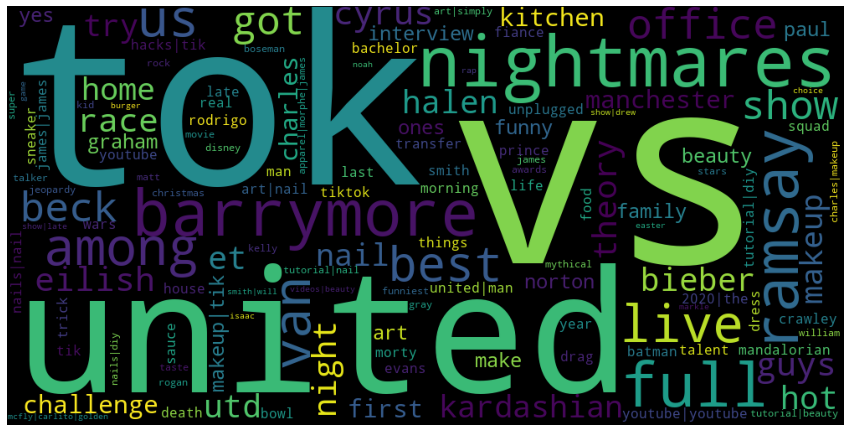 yes
hacks|tik
try
us
got
cyrus
art|simply
interview
fiance
kitchen
office
paul
boseman
bachelor
noah
tok
nightmares
rock
super
game
kid
burger
home
late
real
rodrigo
movie
disney
charles
apparel|morphe|james
halen
unplugged
rap
show|drew
manchester
choice
show
squad
sneaker
james|james
race
graham
youtube
ones
transfer
funny
vs
talker
matt
man
last
prince
smith
james
awards
theory
beauty
stars
ramsay
charles|makeup
jeopardy
christmas
art|nail
tiktok
morning
life
food
family
tutorial|diy
makeup
beck
barrymore
show|late
wars
kelly
things
easter
nails|nail
among
et
nail
best
mythical
norton
bieber
eilish
house
tutorial|nail
smith|will
videos|beauty
funniest
gray
united|man
live
2020|the
dress
crawley
william
trick
makeup|tik
van
isaac
markle
united
tik
nails|diy
sauce
taste
rogan
night
art
morty
evans
make
year
drag
batman
talent
mandalorian
full
guys
hot
challenge
death
utd
bowl
first
kardashian
mcfly|carlito|golden
youtube|youtube
tutorial|beauty